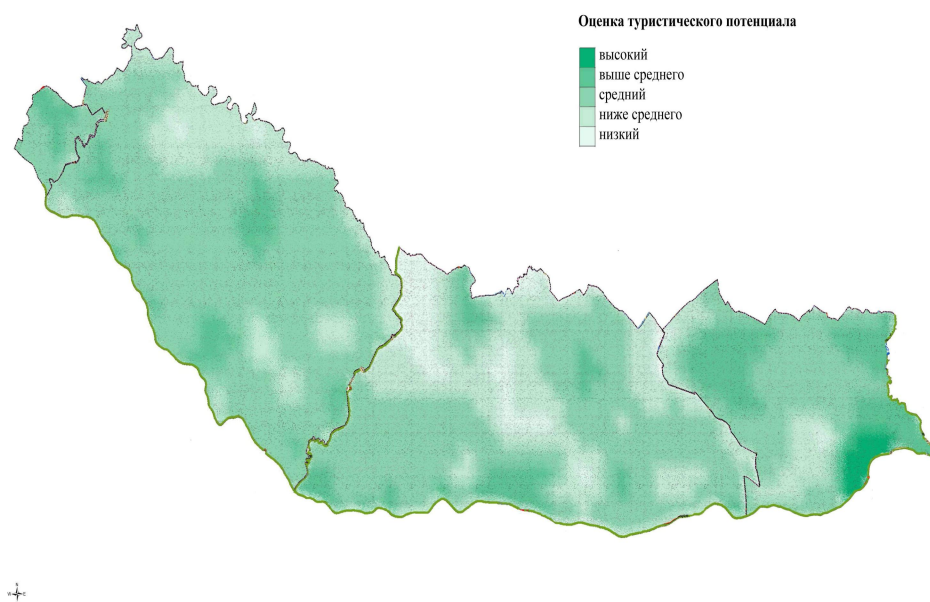 Оценка туристического потенциала
высокий
выше среднего
средний
ниже среднего
низкий
N
W E